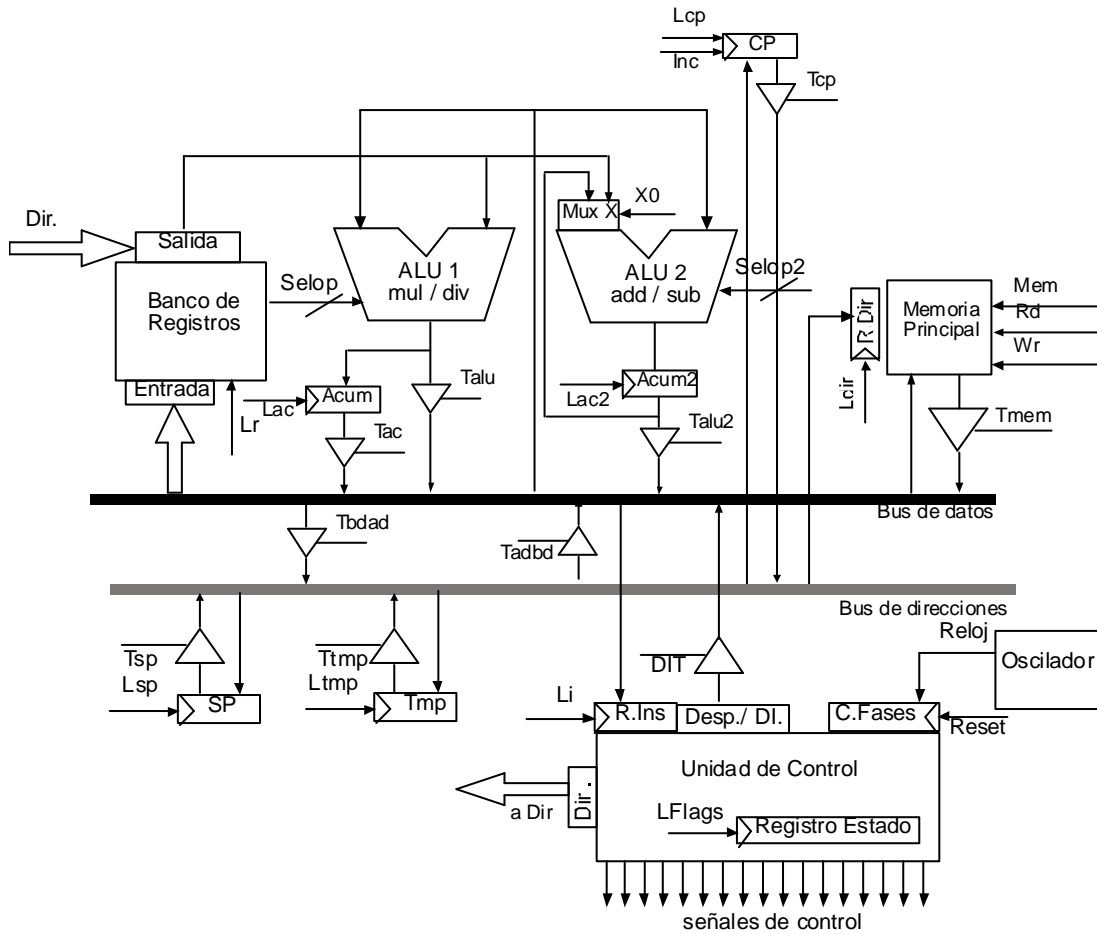 Lcp
CP
Inc
Tcp
Dir.
Salida
Mux X
X0
Banco de
Registros
Selop
ALU 1
mul / div
ALU 2
add / sub
Selop2
R Dir
Memoria
Principal
Mem
Rd
Wr
Entrada
Lr
Lac
Acum
Talu
Tac
Lac2
Acum2
Talu2
Ldir
Tmem
Bus de datos
Tbdad
Tadbd
Bus de direcciones
Tsp
Lsp
SP
Ttmp
Ltmp
Tmp
DIT
Reloj
Oscilador
Li
R.Ins
Desp./ DI.
C.Fases
Reset
Unidad de Control
a Dir
Dir.
LFlags
Registro Estado
señales de control